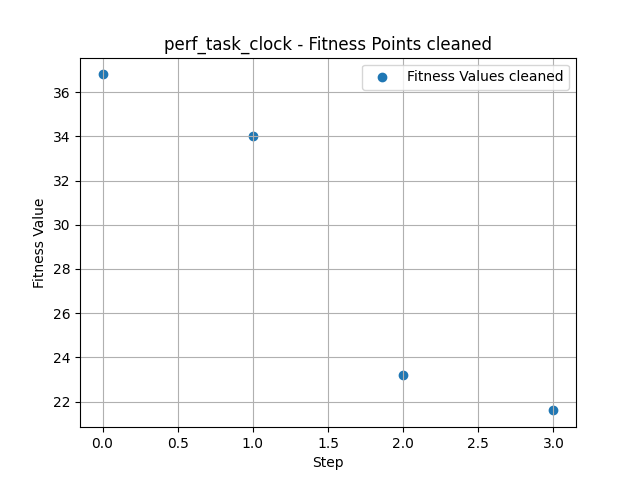 perf_task_clock - Fitness Points cleaned
Fitness Values cleaned
Fitness Value
36
34
32
30
28
26
24
22
0.0 0.5 1.0 1.5 2.0 2.5 3.0
Step